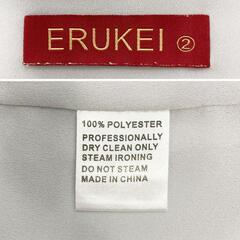 ERUKEI ②
100% POLYESTER
PROFESSIONALLY
DRY CLEAN ONLY
STEAM IRONING
DO NOT STEAM
MADE IN CHINA